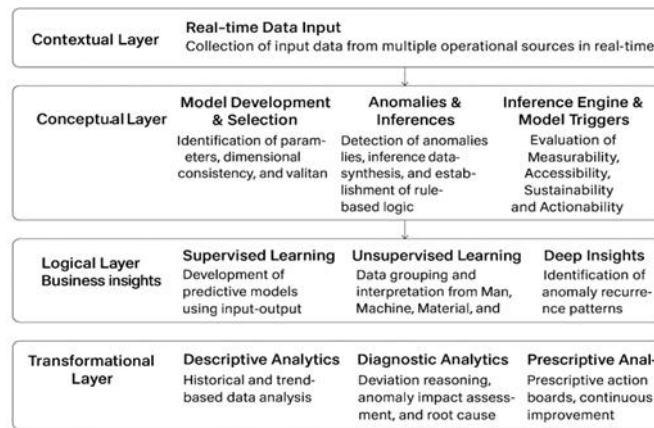 Contextual Layer
Real-time Data Input
Collection of input data from multiple operational sources in real-time
Conceptual Layer
Model Development
& Selection
Identification of param-
eters, dimensional
consistency, and valitan
Anomalies &
Inferences
Detection of anomalies
lies, inference data-
synthesis, and estab-
lishment of rule-
based logic
Inference Engine &
Model Triggers
Evaluation of
Measurability,
Accessibility,
Sustainability
and Actionability
Logical Layer
Business insights
Supervised Learning
Development of
predictive models
using input-output
Unsupervised Learning
Data grouping and
interpretation from Man,
Machine, Material, and
Deep Insights
Identification of
anomaly recurre-
ence patterns
Transformational
Layer
Descriptive Analytics
Historical and trend-
based data analysis
Diagnostic Analytics
Deviation reasoning,
anomaly impact assess-
ment, and root cause
Prescriptive Anal-
Prescriptive action
boards, continuous
improvement